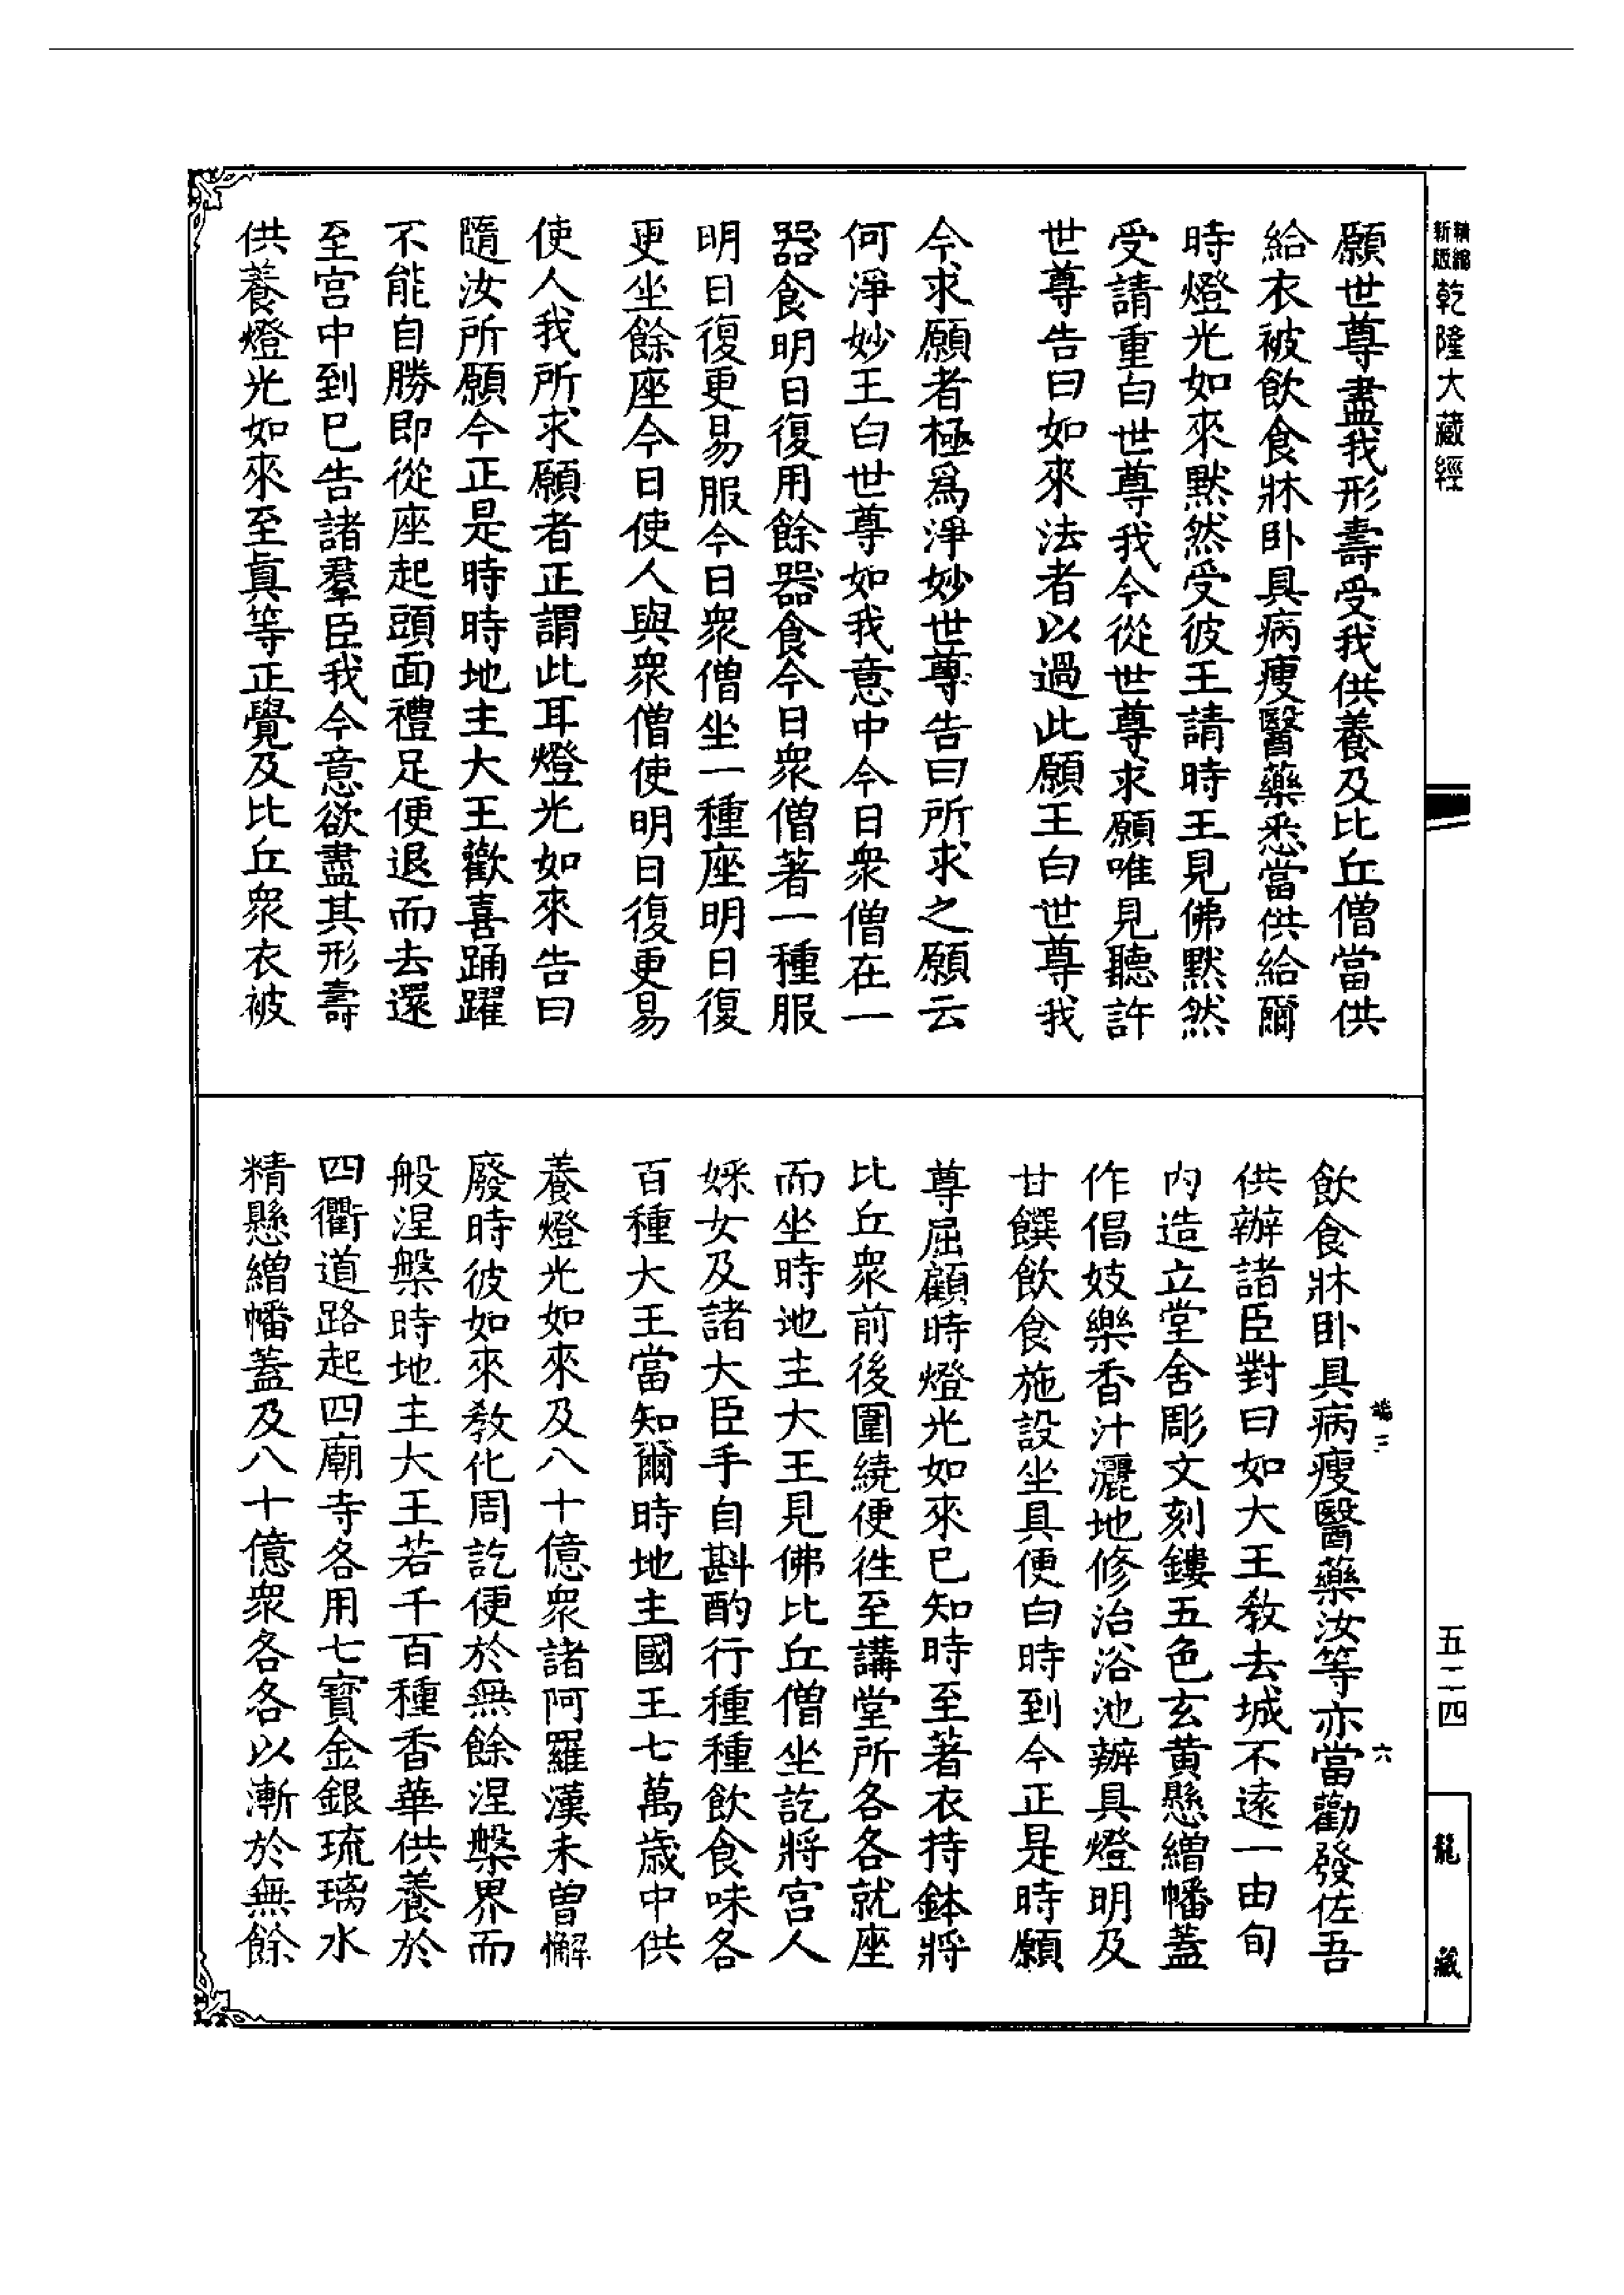 精縮新版乾隆大藏經
願世尊盡我形壽受我供養及比丘僧當供
給衣被飲食牀卧具病瘦醫藥悉當供給爾
時燈光如來默然受彼王請時王見佛默然
受請重白世尊我今從世尊求願唯見聽許
世尊告曰如來法者以過此願王白世尊我
今求願者極爲淨妙世尊告曰所求之願云
何淨妙王白世尊如我意中今日衆僧在一
器食明日復用餘器食今日衆僧著一種服
明日復更易服今日衆僧坐一種座明日復
更坐餘座今日使人與衆僧使明日復更易
使人我所求願者正謂此耳燈光如來告曰
隨汝所願今正是時時地主大王歡喜踊躍
不能自勝即從座起頭面禮足便退而去還
至宮中到已告諸羣臣我今意欲盡其形壽
供養燈光如來至眞等正覺及比丘衆衣被
飲食牀卧具病瘦醫藥汝等亦當勸發佐吾
供辦諸臣對曰如大王教去城不遠一由旬
內造立堂舍彫文刻鏤五色玄黃懸繒幡蓋
作倡妓樂香汁灑地修治浴池辦具燈明及
甘饌飲食施設坐具便白時到今正是時願
尊屈顧時燈光如來已知時至著衣持鉢將
比丘衆前後圍繞便往至講堂所各各就座
而坐時地主大王見佛比丘僧坐訖將宮人
婇女及諸大臣手自斟酌行種種飲食味各
百種大王當知爾時地主國王七萬歲中供
養燈光如來及八十億衆諸阿羅漢未曾懈
廢時彼如來教化周訖便於無餘涅槃界而
般涅槃時地主大王若千百種香華供養於
四衢道路起四廟寺各用七寶金銀琉璃水
精懸繒幡蓋及八十億衆各各以漸於無餘
端三
六
五二四
龍藏